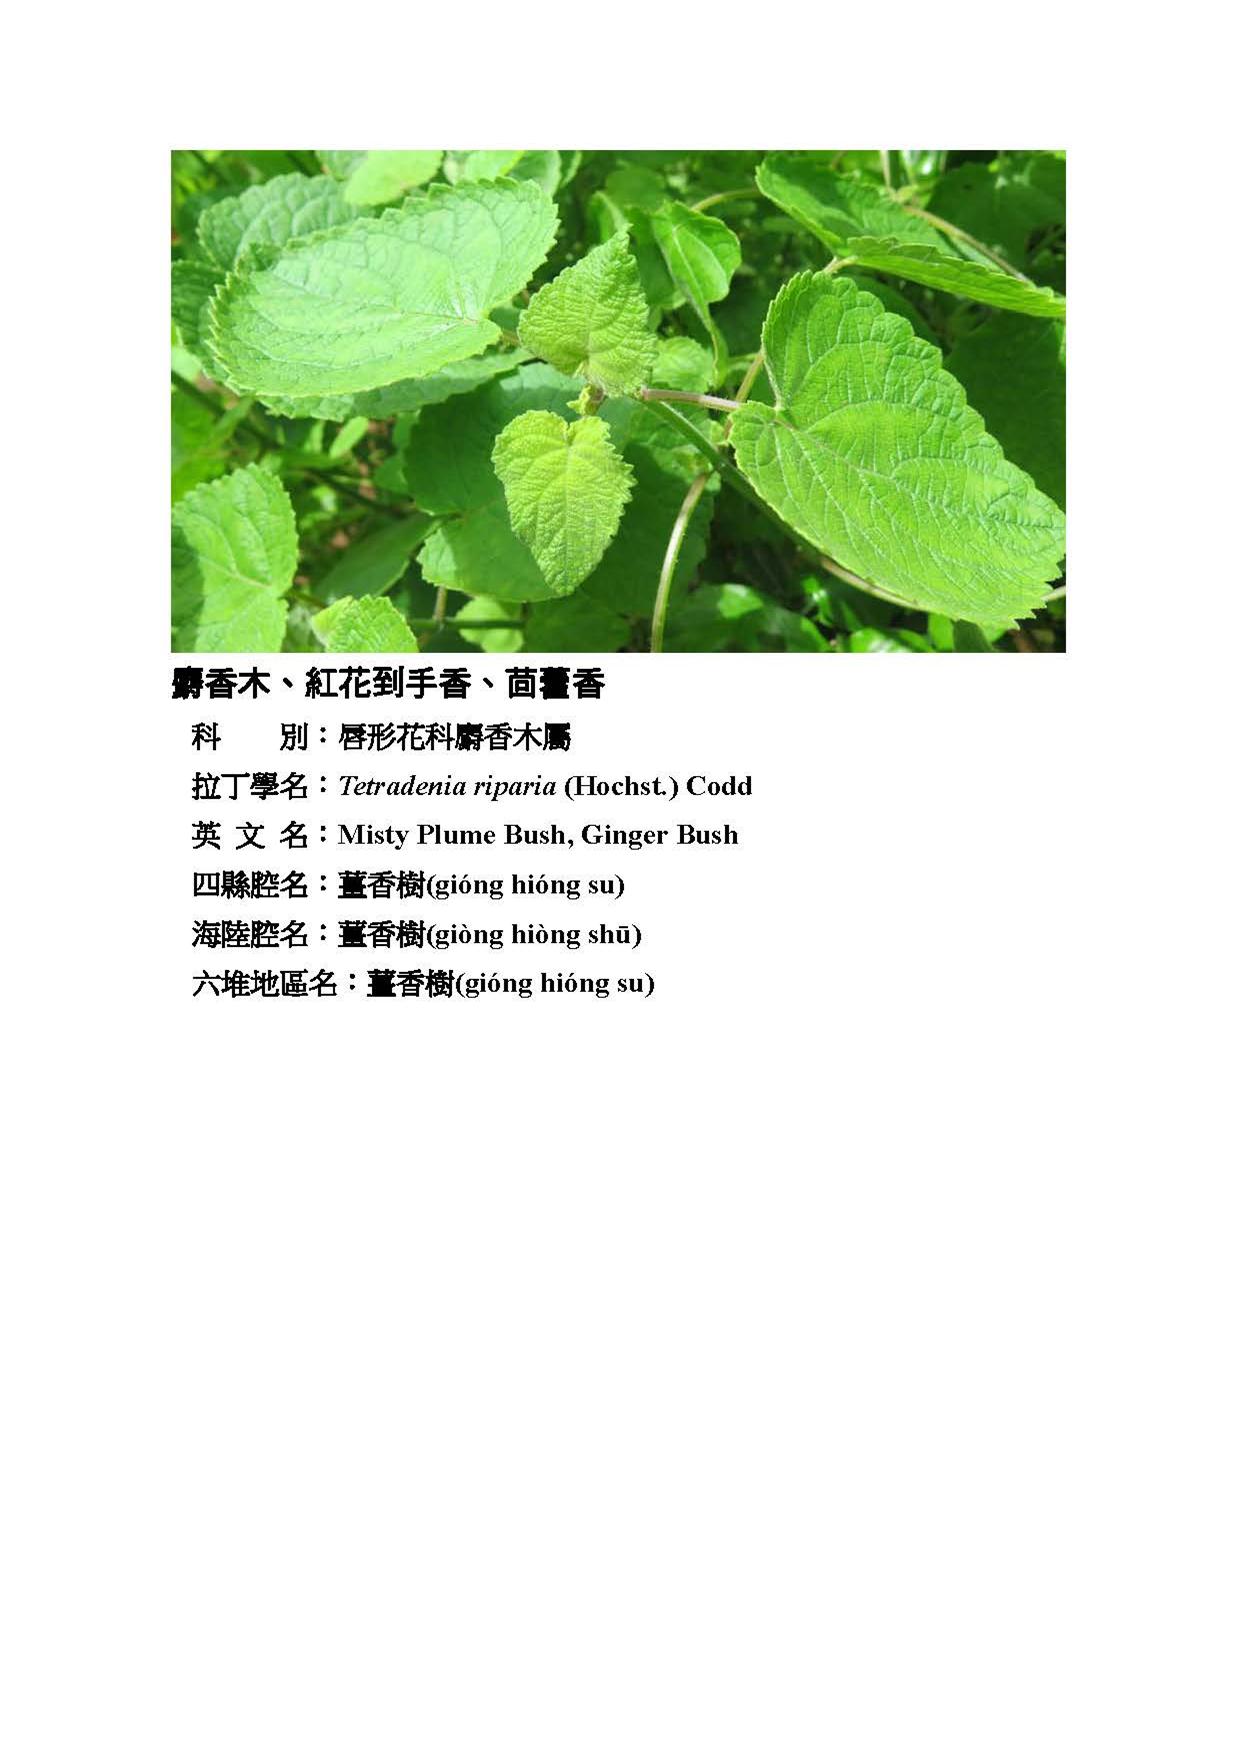 麝香木、紅花到手香、茴藿香
科　　別：唇形花科麝香木屬
拉丁學名：Tetradenia riparia (Hochst.) Codd
英 文 名：Misty Plume Bush, Ginger Bush
四縣腔名：薑香樹(gióng hióng su)
海陸腔名：薑香樹(giòng hiòng shū)
六堆地區名：薑香樹(gióng hióng su)